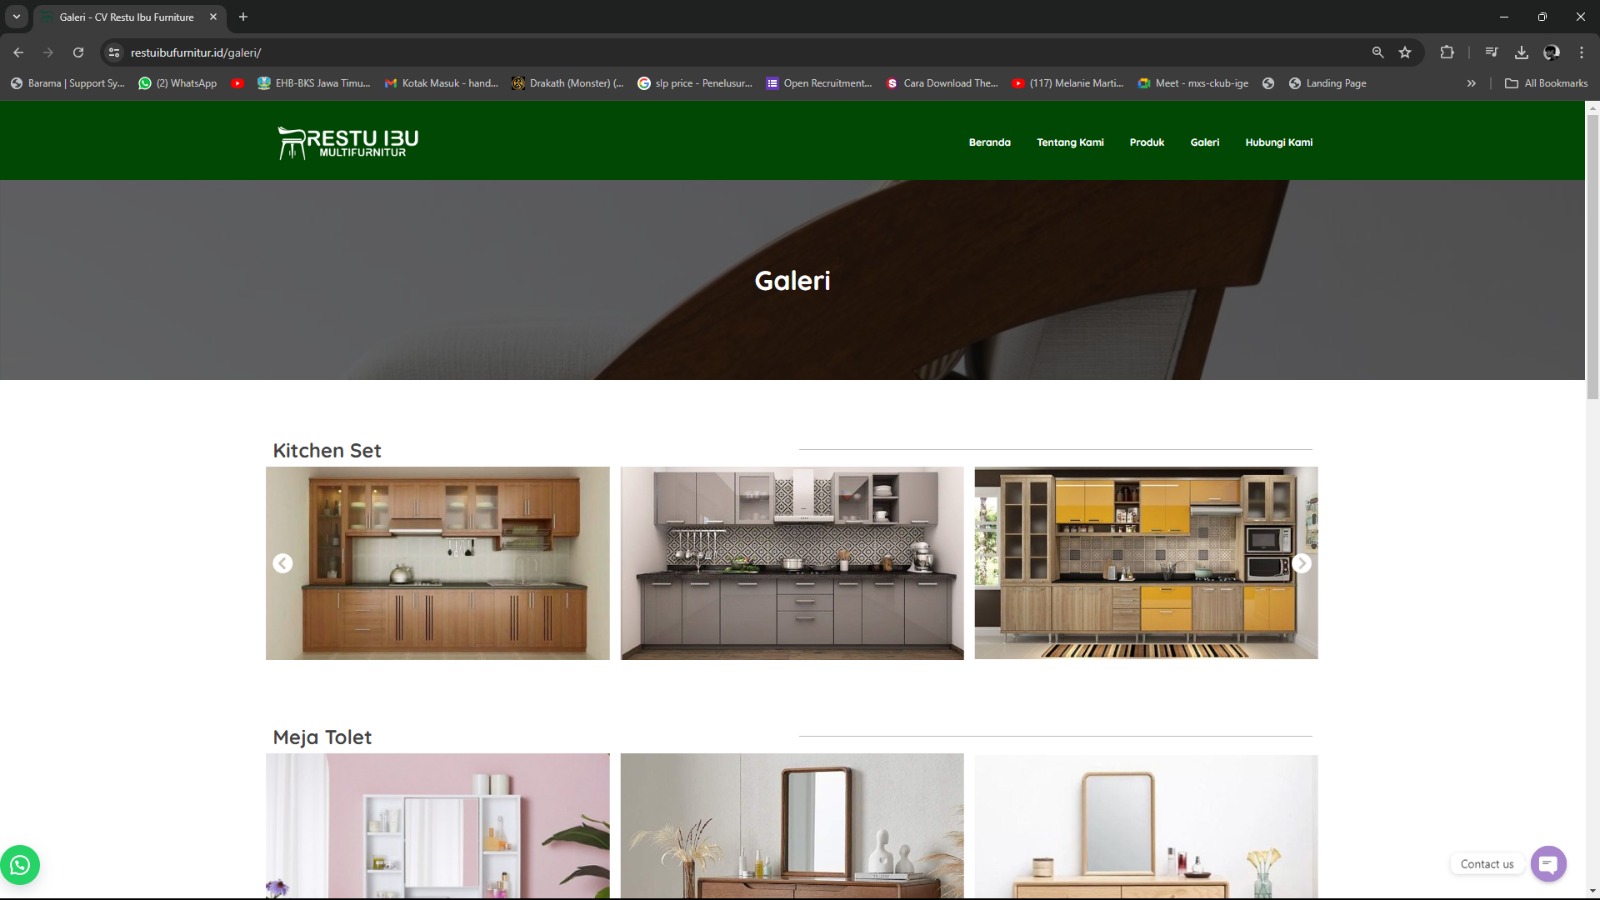 Galeri - CV Restu Ibu Furniture
restuibufurnitur.id/galeri/
Barama | Support Sy...
(2) WhatsApp
EHB-BKS Jawa Timu...
Kotak Masuk - hand...
Drakath (Monster) (...
slp price - Penelusur...
Open Recruitment...
Cara Download The...
(117) Melanie Marti...
Meet - mxs-ckub-ige
Landing Page
All Bookmarks
RESTU IBU
MULTIFURNITUR
Beranda
Tentang Kami
Produk
Galeri
Hubungi Kami
Galeri
Kitchen Set
Meja Tolet
Contact us